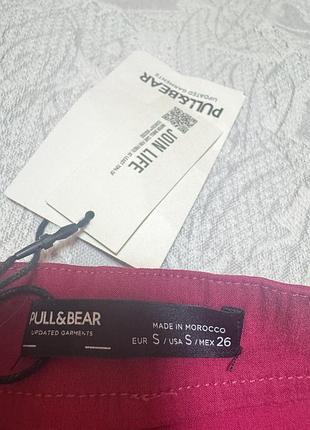 PULL&BEAR
UPDATED GARMENTS
JOIN LIFE
PULL&BEAR
UPDATED GARMENTS
MADE IN MOROCCO
EUR S / USA S / MEX 26